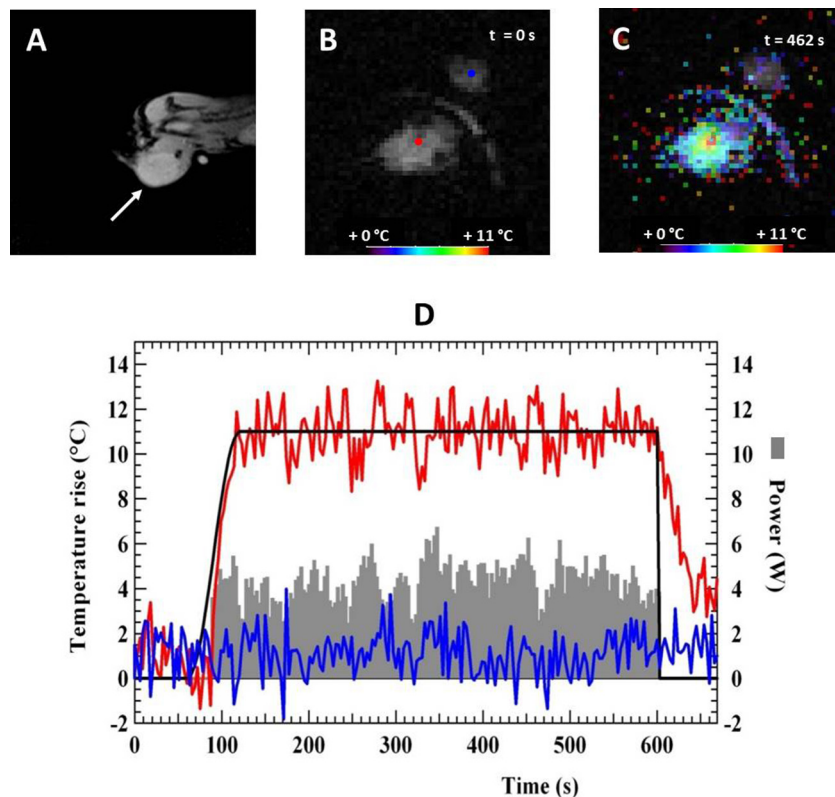 A
B
t = 0 s
+ 0 °C
+ 11 °C
C
t = 462 s
+ 0 °C
+ 11 °C
D
Temperature rise (°C)
14
12
10
8
6
4
2
0
-2
14
12
10
8
6
4
2
0
-2
Power (W)
0
100
200
300
400
500
600
Time (s)